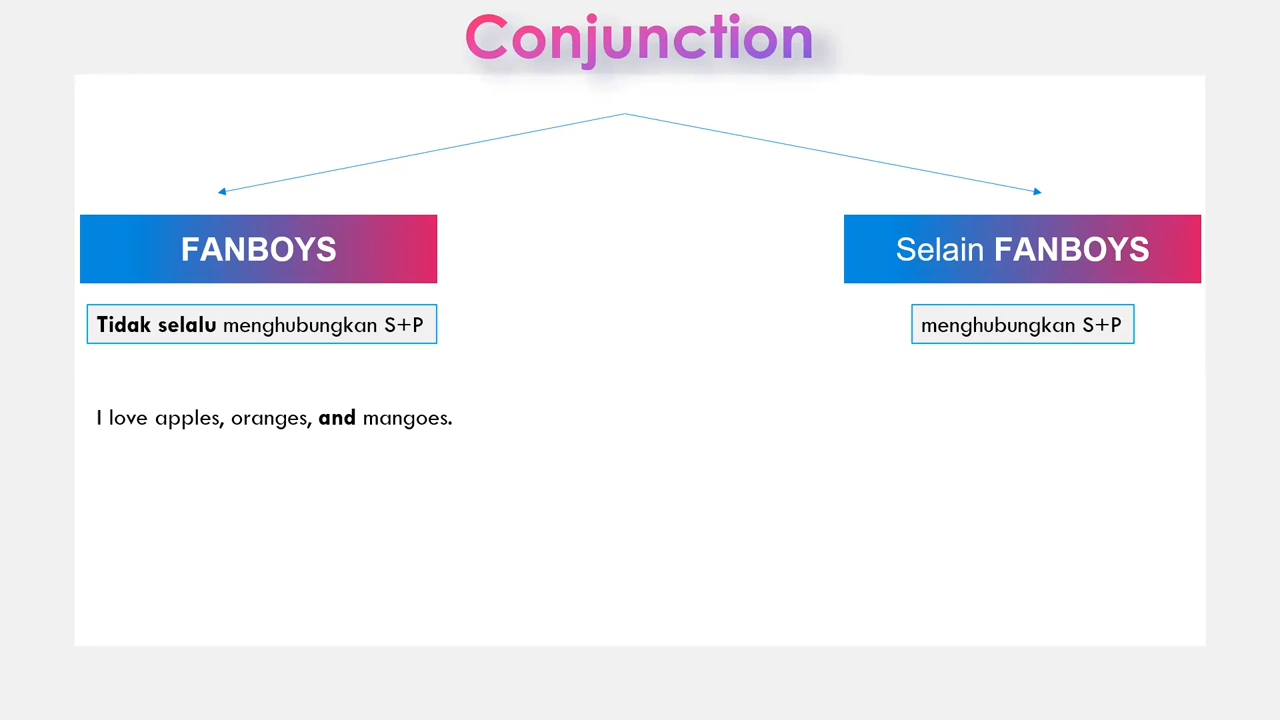 Conjunction
FANBOYS
Selain FANBOYS
Tidak selalu menghubungkan S+P
menghubungkan S+P
I love apples, oranges, and mangoes.